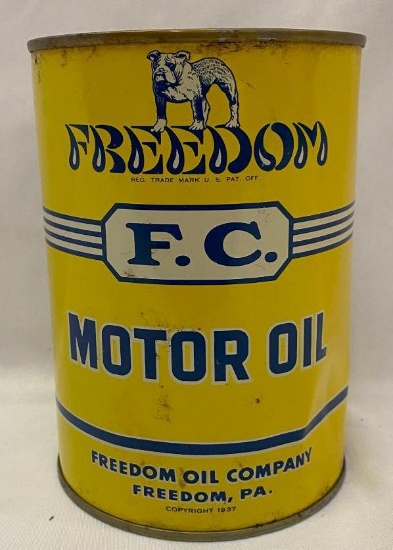 FREEDOM
REG. TRADE MARK U. S. PAT. OFF.
F.C.
MOTOR OIL
FREEDOM OIL COMPANY
FREEDOM, PA.
COPYRIGHT 1937